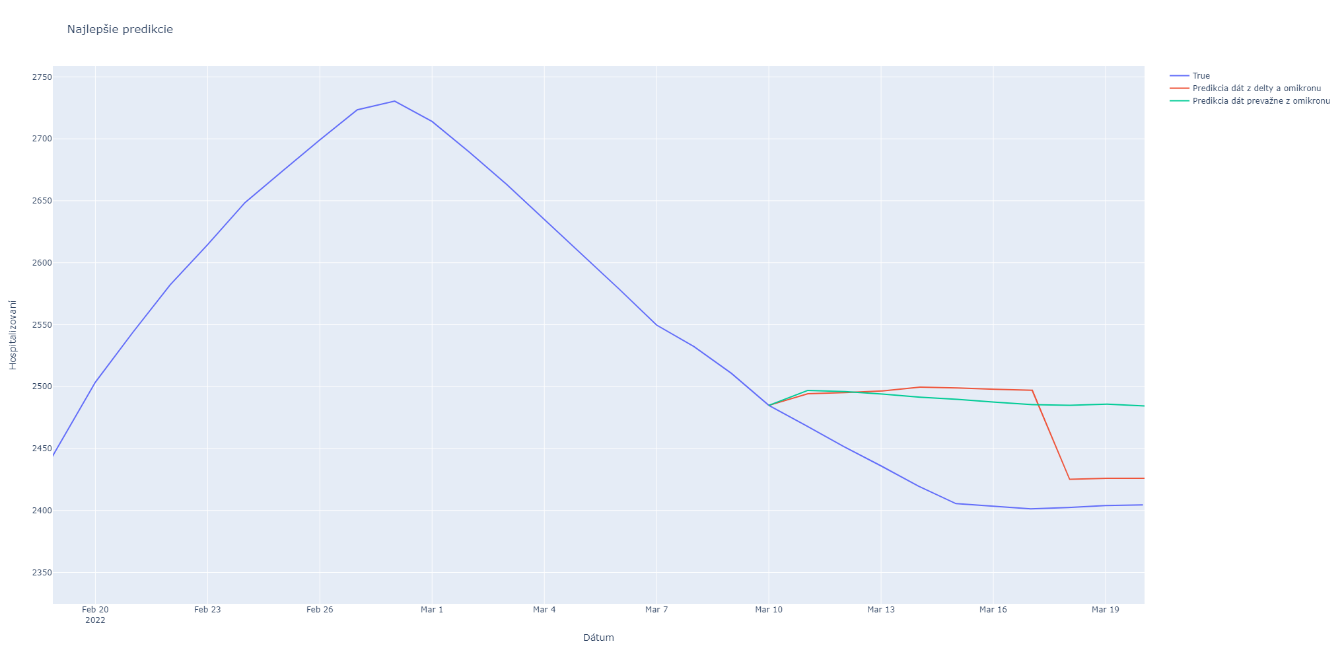 Najlepšie predikcie
True
Predikcia dát z delty a omikronu
Predikcia dát prevažne z omikronu
Hospitalizovaní
2750
2700
2650
2600
2550
2500
2450
2400
2350
Feb 20
2022
Feb 23
Feb 26
Mar 1
Mar 4
Mar 7
Mar 10
Mar 13
Mar 16
Mar 19
Dátum